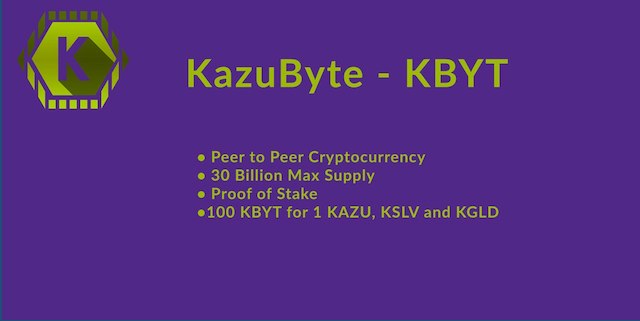 K
KazuByte - KBYT
● Peer to Peer Cryptocurrency
● 30 Billion Max Supply
● Proof of Stake
●100 KBYT for 1 KAZU, KSLV and KGLD